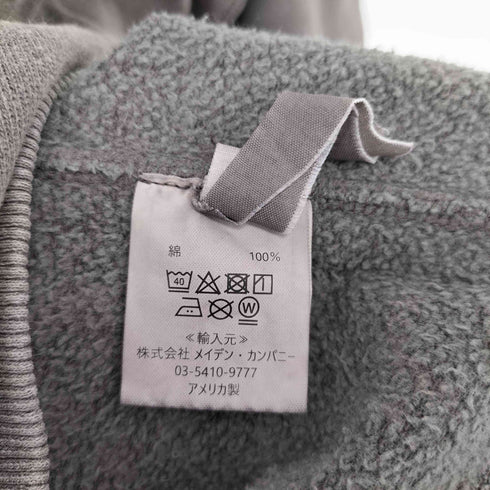 綿 100%
40
W
≪輸入元≫
株式会社 メイデン・カンパニー
03-5410-9777
アメリカ製